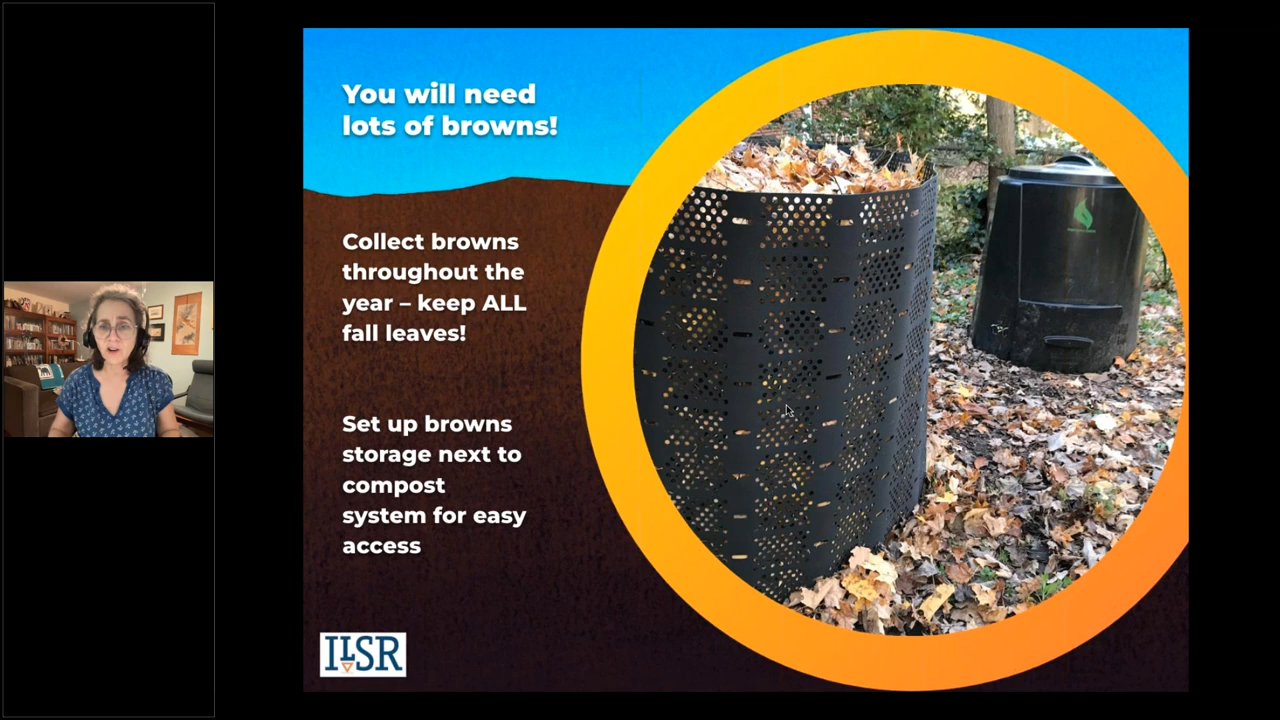 You will need
lots of browns!
Collect browns
throughout the
year – keep ALL
fall leaves!
Set up browns
storage next to
compost
system for easy
access
ILSR